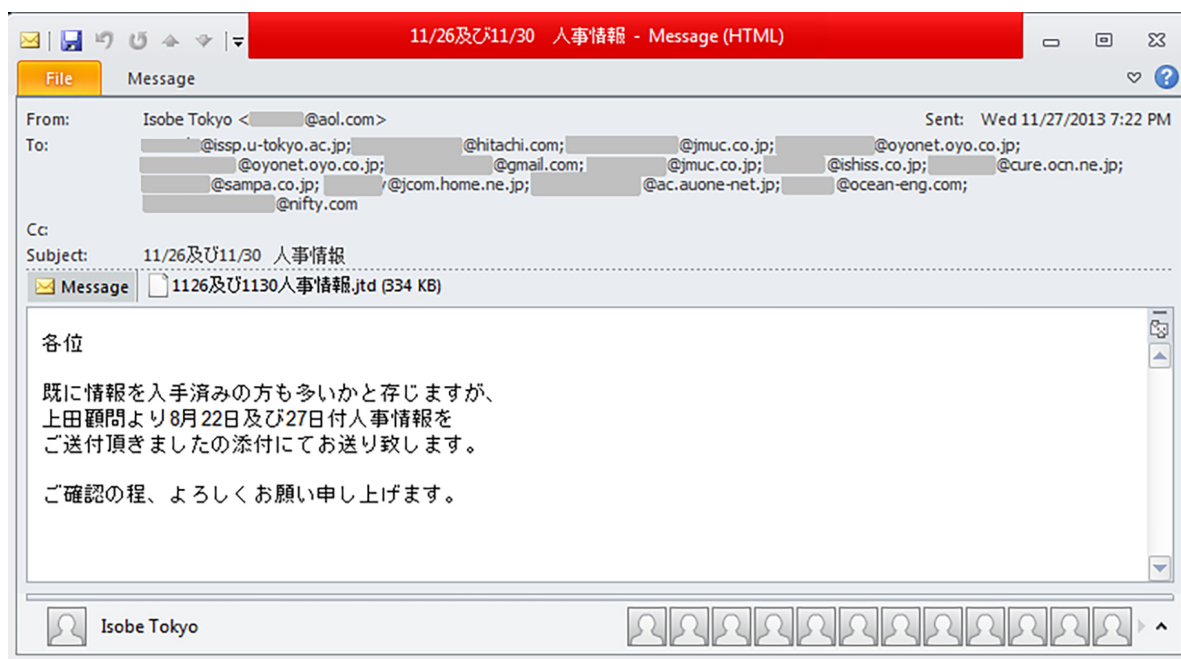 11/26及び11/30　人事情報 - Message (HTML)
File Message
From: Isobe Tokyo < @aol.com> Sent: Wed 11/27/2013 7:22 PM
To: @issp.u-tokyo.ac.jp; @hitachi.com; @jmuc.co.jp; @oyonet.oyo.co.jp;
@oyonet.oyo.co.jp; @gmail.com; @jmuc.co.jp; @ishiss.co.jp; @cure.ocn.ne.jp;
@sampa.co.jp; @jcom.home.ne.jp; @ac.auone-net.jp; @ocean-eng.com;
@nifty.com
Cc:
Subject: 11/26及び11/30　人事情報
Message 1126及び1130人事情報.jtd (334 KB)
各位
既に情報を入手済みの方も多いかと存じますが、
上田顧問より8月22日及び27日付人事情報を
ご送付頂きましたの添付にてお送り致します。
ご確認の程、よろしくお願い申し上げます。
Isobe Tokyo